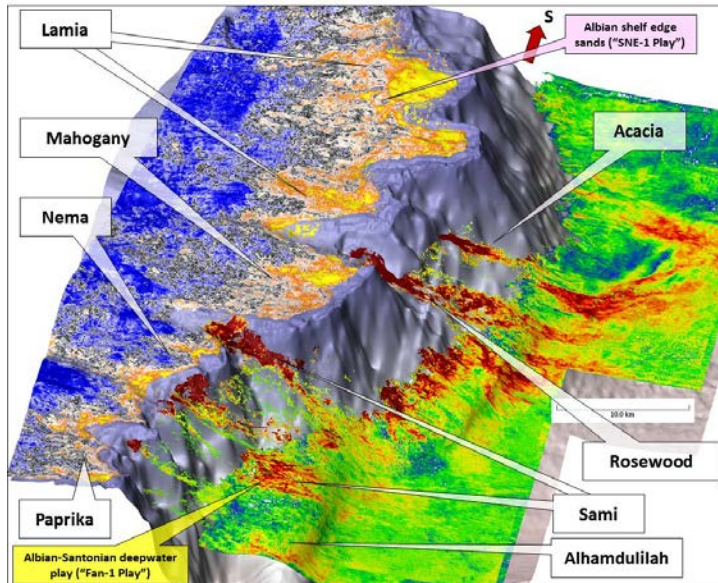 Lamia
S
Albian shelf edge
sands ("SNE-1 Play")
Mahogany
Acacia
Nema
10.0 km
Rosewood
Paprika
Sami
Albian-Santonian deepwater
play ("Fan-1 Play")
Alhamdulilah